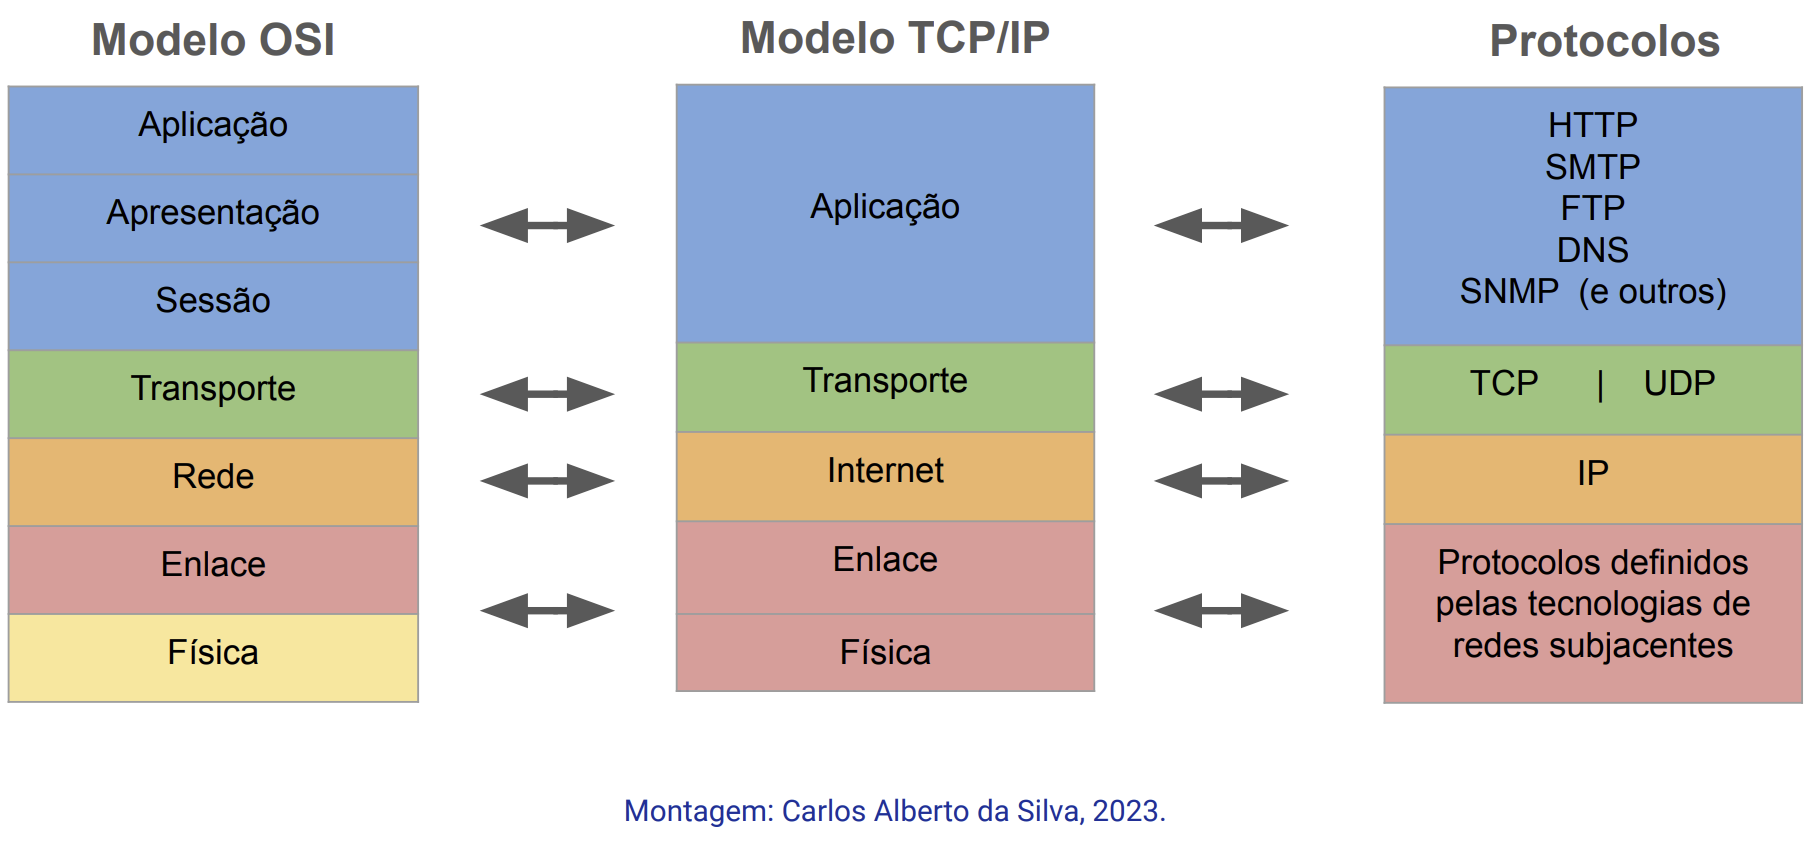 Modelo OSI
Aplicação
Apresentação
Sessão
Transporte
Rede
Enlace
Física
Modelo TCP/IP
Aplicação
Transporte
Internet
Enlace
Física
Protocolos
HTTP
SMTP
FTP
DNS
SNMP (e outros)
TCP | UDP
IP
Protocolos definidos
pelas tecnologias de
redes subjacentes
Montagem: Carlos Alberto da Silva, 2023.